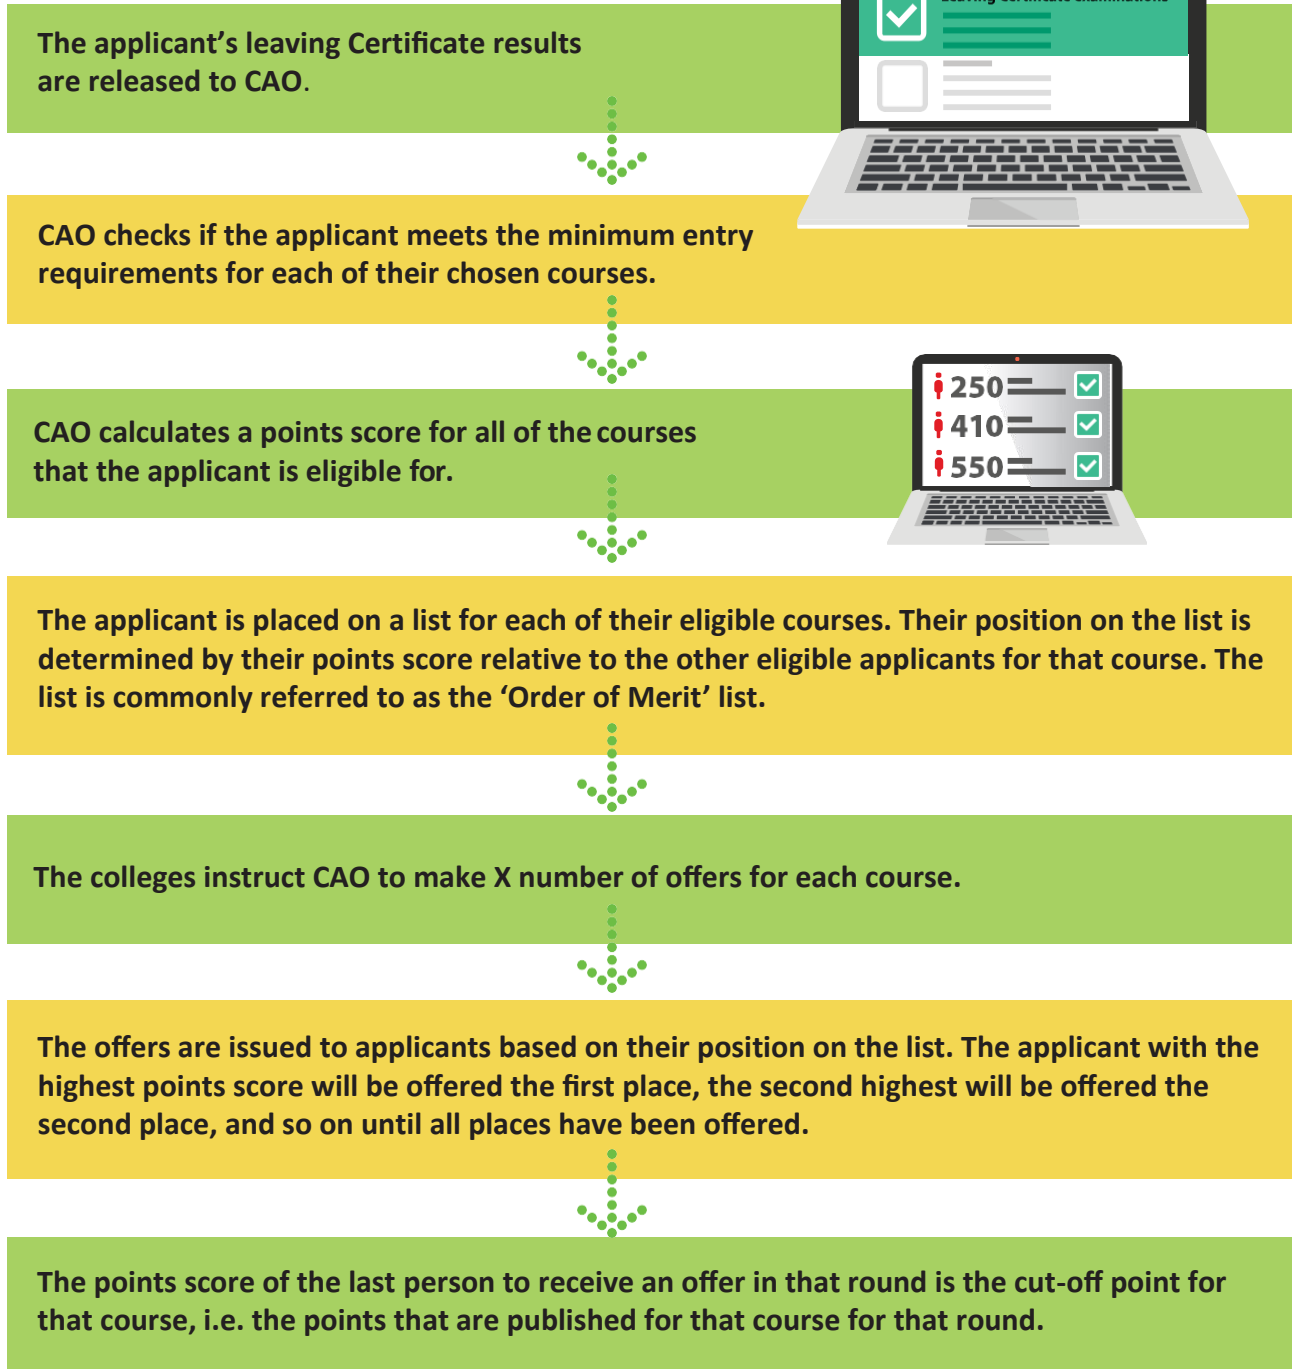 Leaving Certificate Examinations
The applicant’s leaving Certificate results
are released to CAO.
CAO checks if the applicant meets the minimum entry
requirements for each of their chosen courses.
250
410
550
CAO calculates a points score for all of the courses
that the applicant is eligible for.
The applicant is placed on a list for each of their eligible courses. Their position on the list is
determined by their points score relative to the other eligible applicants for that course. The
list is commonly referred to as the ‘Order of Merit’ list.
The colleges instruct CAO to make X number of offers for each course.
The offers are issued to applicants based on their position on the list. The applicant with the
highest points score will be offered the first place, the second highest will be offered the
second place, and so on until all places have been offered.
The points score of the last person to receive an offer in that round is the cut-off point for
that course, i.e. the points that are published for that course for that round.